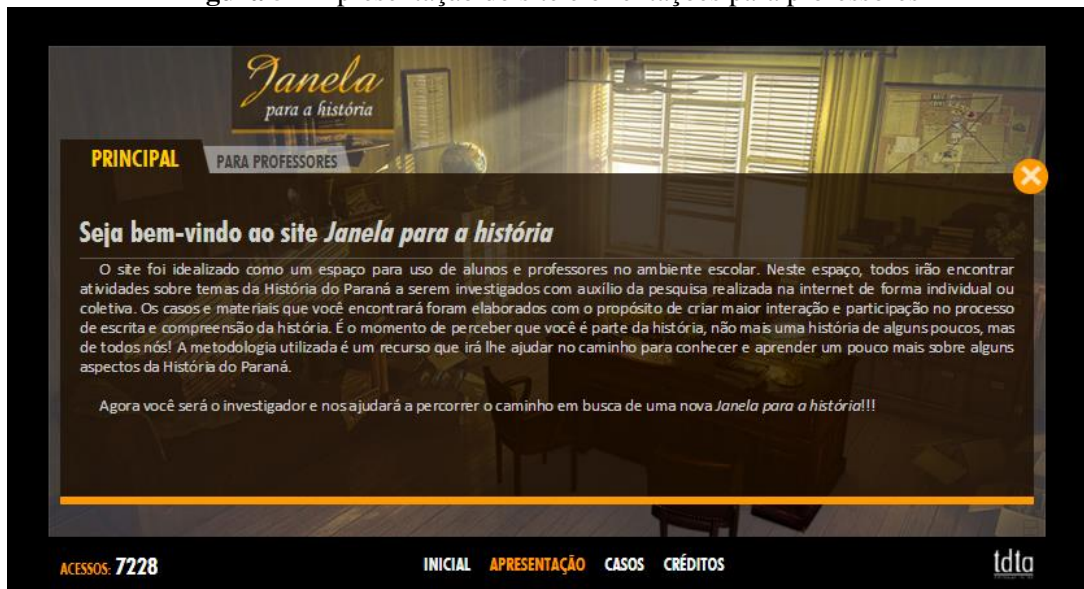 Janela
para a história
PRINCIPAL
PARA PROFESSORES
Seja bem-vindo ao site Janela para a história
O site foi idealizado como um espaço para uso de alunos e professores no ambiente escolar. Neste espaço, todos irão encontrar
atividades sobre temas da História do Paraná a serem investigados com auxílio da pesquisa realizada na internet de forma individual ou
coletiva. Os casos e materiais que você encontrará foram elaborados com o propósito de criar maior interação e participação no processo
de escrita e compreensão da história. É o momento de perceber que você é parte da história, não mais uma história de alguns poucos, mas
de todos nós! A metodologia utilizada é um recurso que irá lhe ajudar no caminho para conhecer e aprender um pouco mais sobre alguns
aspectos da História do Paraná.
Agora você será o investigador e nos ajudará a percorrer o caminho em busca de uma nova Janela para a história!!!
ACESSOS: 7228
INICIAL APRESENTAÇÃO CASOS CRÉDITOS
tdta